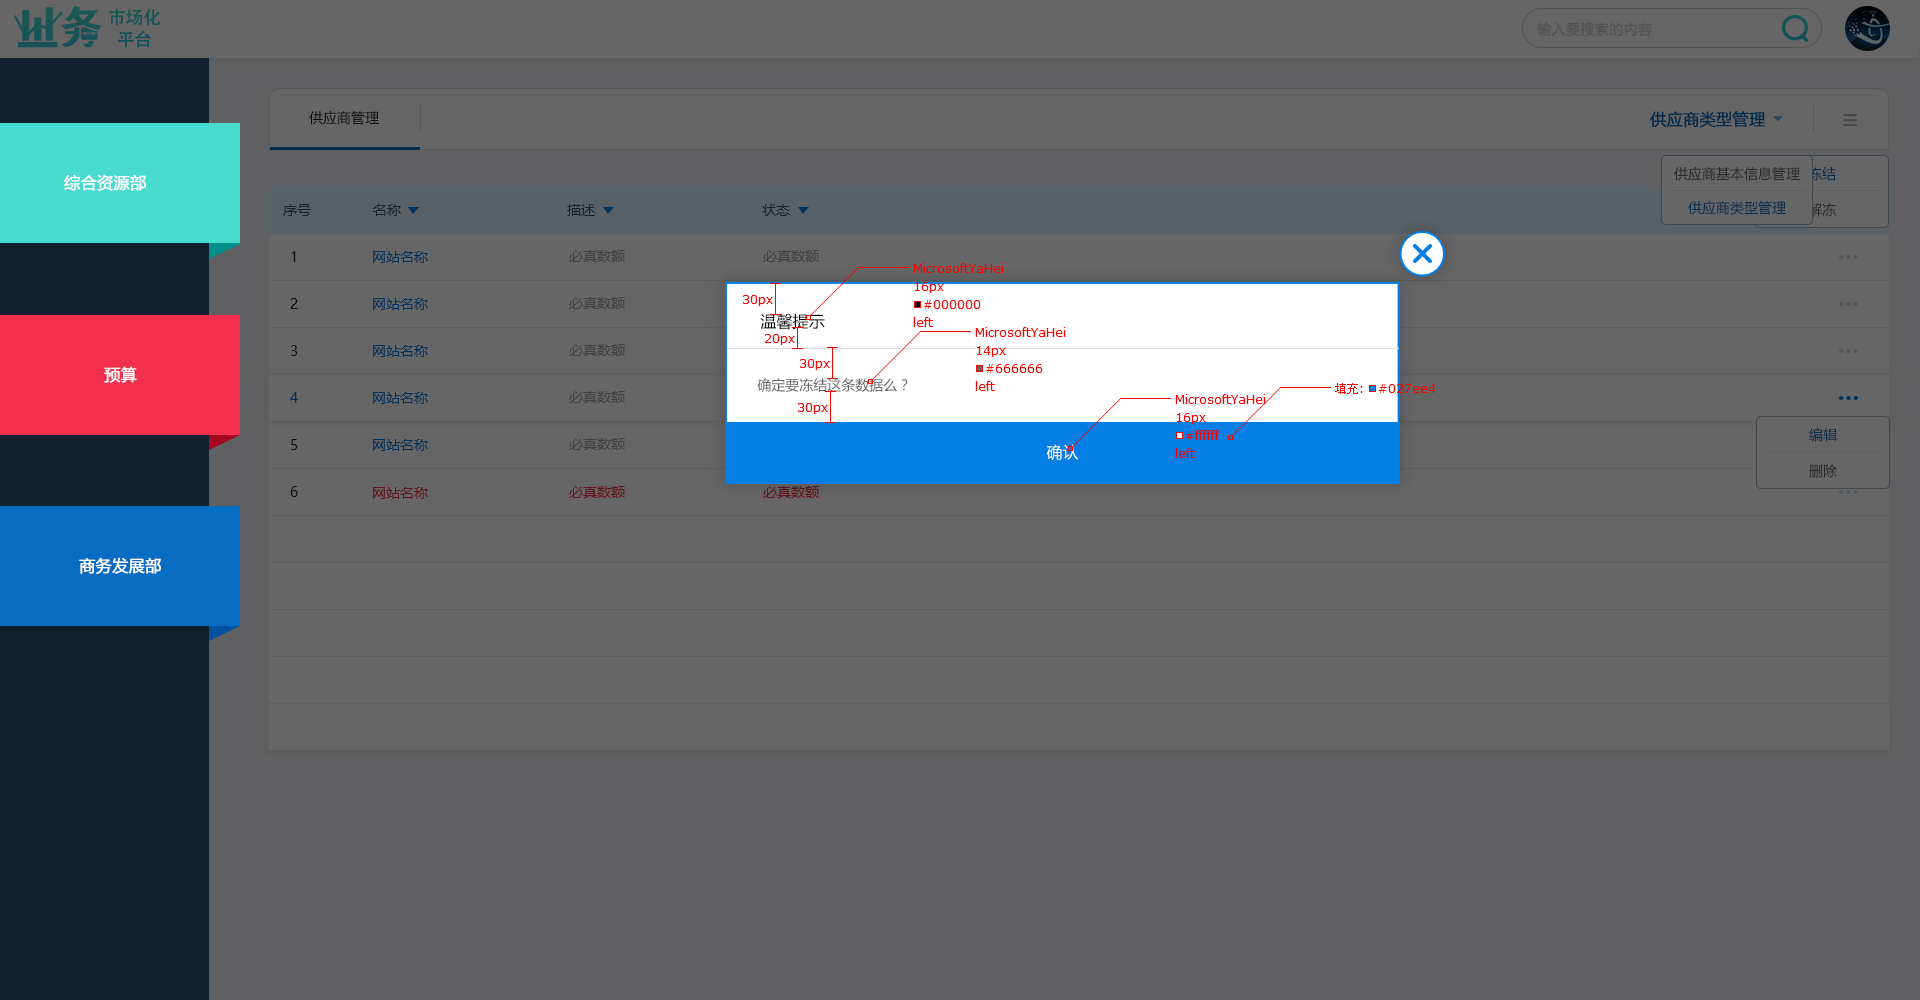 业务 市场化
平台
输入要搜索的内容
供应商管理
供应商类型管理
供应商基本信息管理
供应商类型管理
冻结
解冻
综合资源部
预算
商务发展部
序号 名称 描述 状态
1 网站名称 必真数额 必真数额
2 网站名称 必真数额
3 网站名称 必真数额
4 网站名称 必真数额
5 网站名称 必真数额
6 网站名称 必真数额 必真数额
编辑
删除
30px
温馨提示
20px
MicrosoftYaHei
16px
#000000
left
30px
确定要冻结这条数据么？
30px
MicrosoftYaHei
14px
#666666
left
确认
MicrosoftYaHei
16px
#ffffff
left
填充: #027ee4